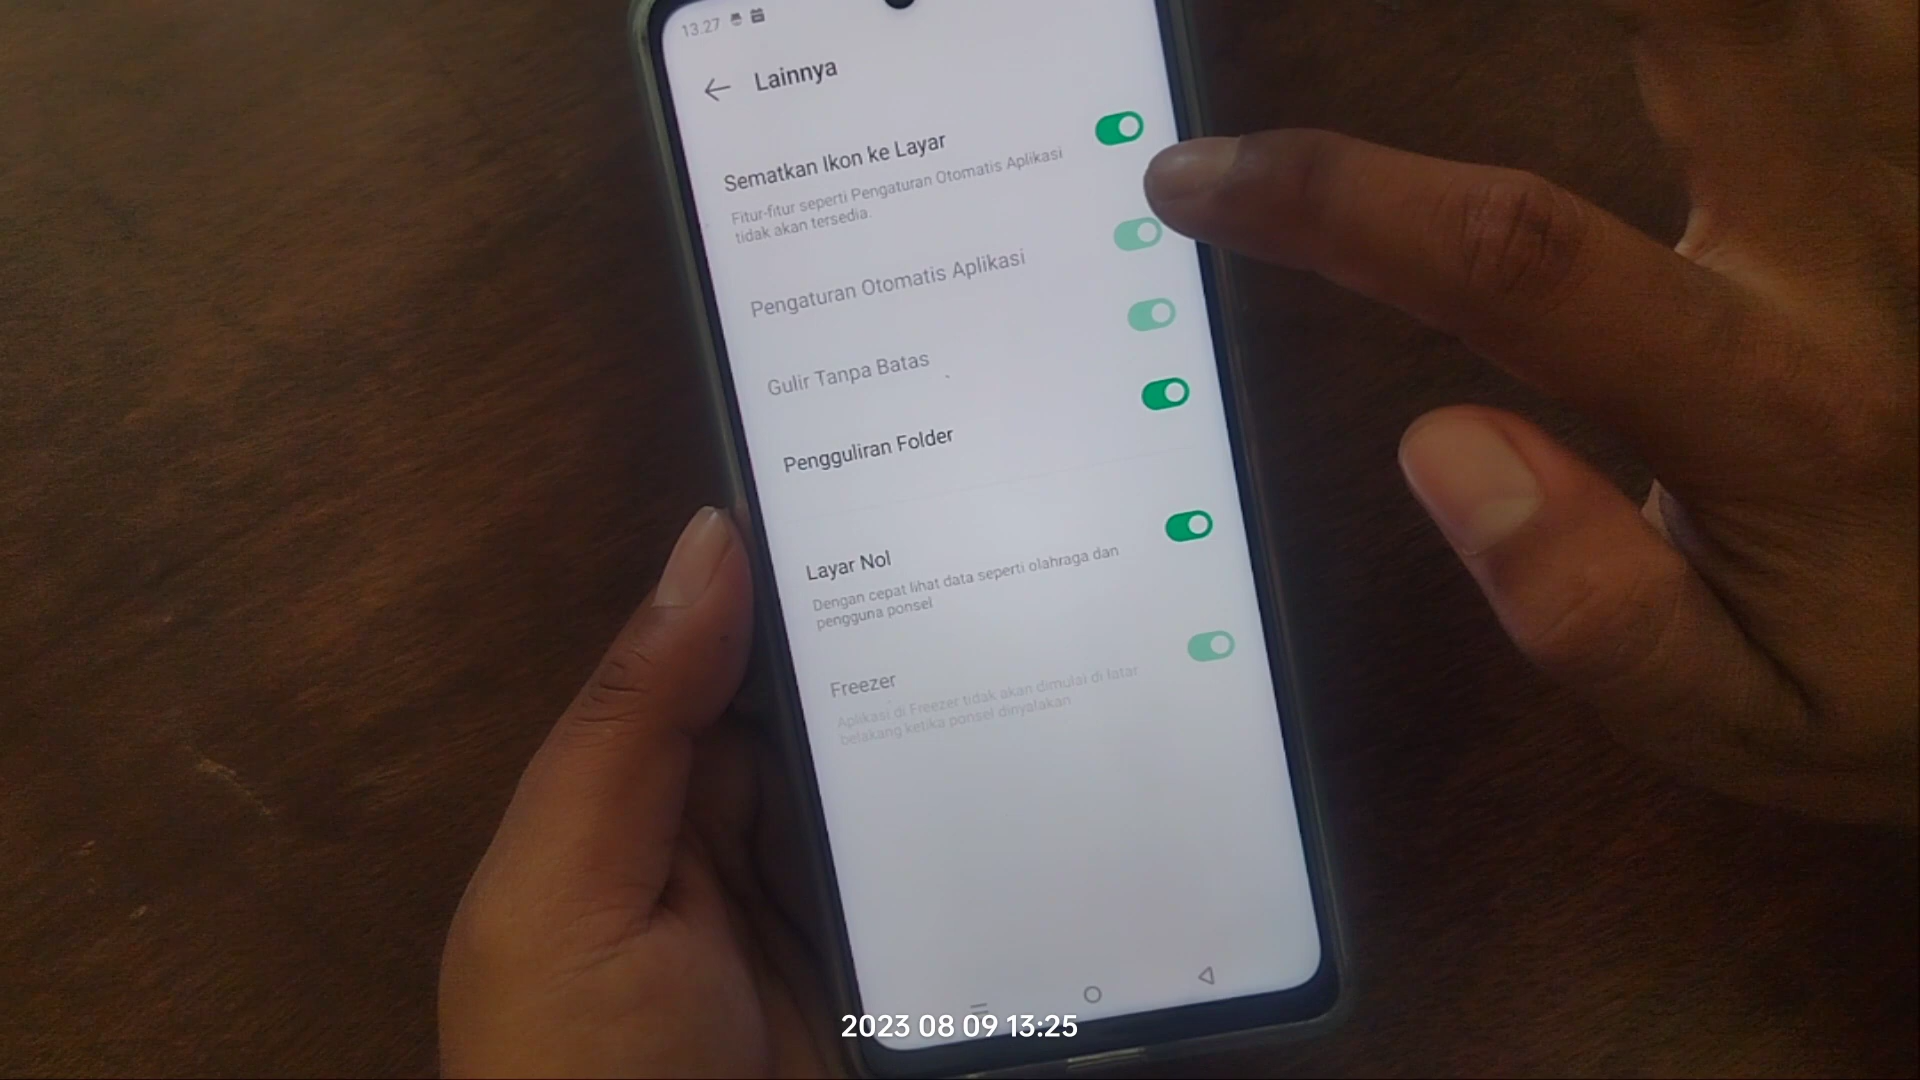 13.27
Lainnya
Sematkan Ikon ke Layar
Fitur-fitur seperti Pengaturan Otomatis Aplikasi
tidak akan tersedia.
Pengaturan Otomatis Aplikasi
Gulir Tanpa Batas
Pengguliran Folder
Layar Nol
Dengan cepat lihat data seperti olahraga dan
pengguna ponsel
Freezer
Aplikasi di Freezer tidak akan dimulai di latar
belakang ketika ponsel dinyalakan
2023 08 09 13:25